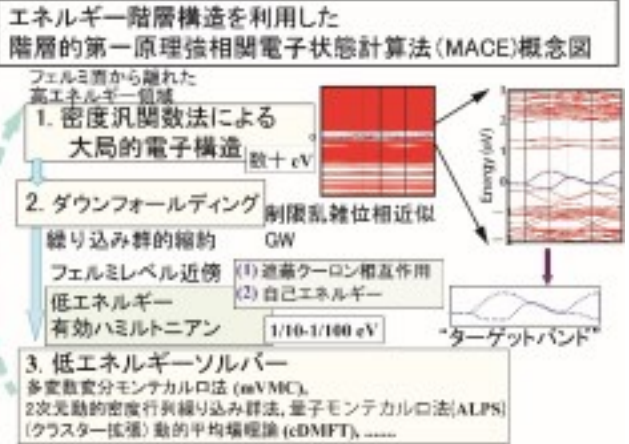 エネルギー階層構造を利用した
階層的第一原理強相関電子状態計算法(MACE)概念図
フェルミ面から離れた
高エネルギー領域
1. 密度汎関数法による
大局的電子構造
数十 eV
2. ダウンフォールディング
制限乱雑位相近似
繰り込み群的縮約
GW
フェルミレベル近傍
(1) 遮蔽クーロン相互作用
(2) 自己エネルギー
低エネルギー
有効ハミルトニアン
1/10-1/100 eV
Energy (eV)
"ターゲットバンド"
3. 低エネルギーソルバー
多変数変分モンテカルロ法 (mVMC),
2次元動的密度行列繰り込み群法, 量子モンテカルロ法(ALPS)
(クラスター拡張) 動的平均場理論 (cDMFT), .......